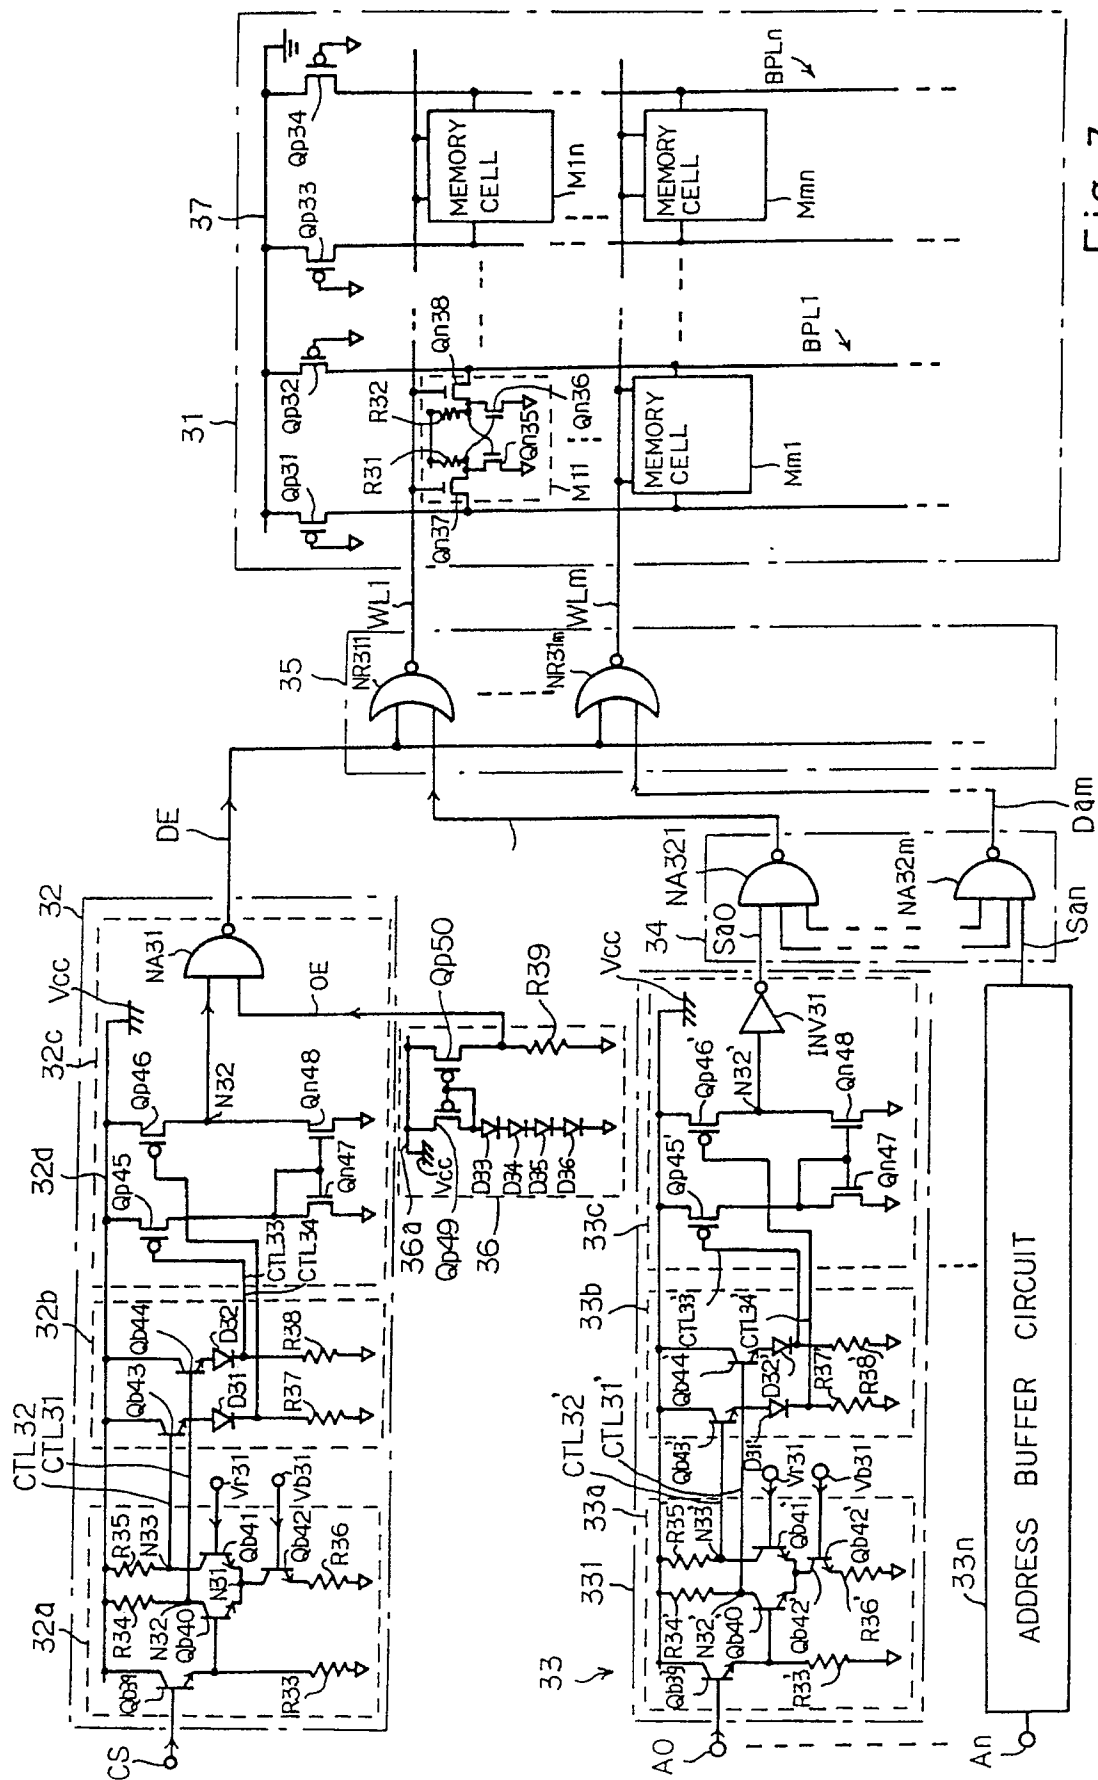 Fig. 7
31
37
Qp31
Qp32
Qp33
Qp34
WL1
Qn37
R31
R32
Qn38
Qn35
Qn36
M11
MEMORY CELL
M1n
WLm
MEMORY CELL
Mm1
MEMORY CELL
Mmn
BPL1
BPLn
35
NR311
NR31m
DE
32
Vcc
NA31
32c
32d
32b
32a
Qp45
Qp46
N32
OE
Qn47
Qn48
CTL33
CTL34
Qb43
Qb44
D31
D32
R37
R38
CTL32
CTL31
R34
R35
N33
N32'
Qb39
Qb40
N31
Qb41
Qb42
Vr31
Vb31
R33
R36
CS
36a
Vcc
Qp49
Qp50
D33
D34
D35
D36
R39
36
34
NA321
Sa0
NA32m
San
Dam
Vcc
33c
Qp45'
Qp46'
N32'
INV31
Qn47
Qn48
33b
CTL33'
CTL34'
Qb43'
Qb44'
D31'
D32'
R37'
R38'
CTL32'
CTL31'
33a
331
33
R34'
R35'
N33'
N32'
Qb39'
Qb40'
Qb41'
Qb42'
Vr31
Vb31
R33'
R36'
A0
33n
ADDRESS BUFFER CIRCUIT
An